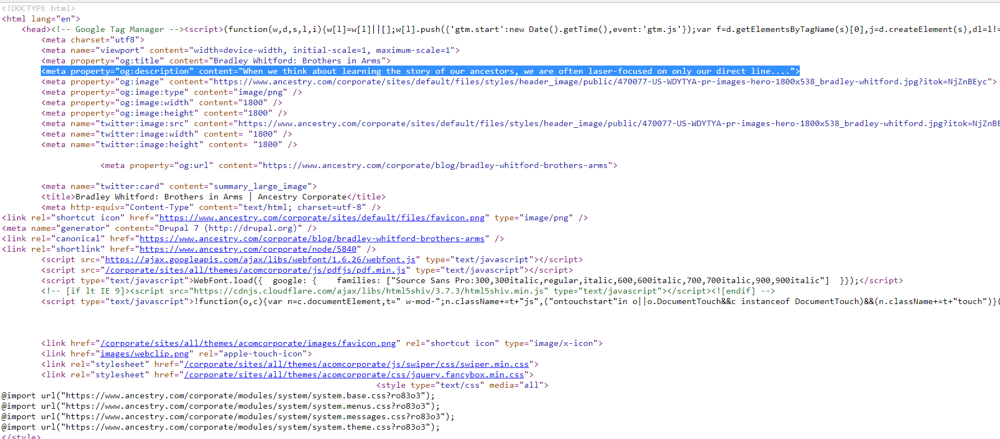 <!DOCTYPE html>
<html lang="en">
<head><!-- Google Tag Manager --><script>(function(w,d,s,l,i){w[l]=w[l]||[];w[l].push({'gtm.start':new Date().getTime(),event:'gtm.js'});var f=d.getElementsByTagName(s)[0],j=d.createElement(s),dl=l!=
<meta charset="utf8">
<meta name="viewport" content="width=device-width, initial-scale=1, maximum-scale=1">
<meta property="og:title" content="Bradley Whitford: Brothers in Arms">
<meta property="og:description" content="When we think about learning the story of our ancestors, we are often laser-focused on only our direct line....">
<meta property="og:image" content="https://www.ancestry.com/corporate/sites/default/files/styles/header_image/public/470077-US-WDYTYA-pr-images-hero-1800x538_bradley-whitford.jpg?itok=NjZnBEyc">
<meta property="og:image:type" content="image/png" />
<meta property="og:image:width" content="1800" />
<meta property="og:image:height" content="1800" />
<meta name="twitter:image:src" content="https://www.ancestry.com/corporate/sites/default/files/styles/header_image/public/470077-US-WDYTYA-pr-images-hero-1800x538_bradley-whitford.jpg?itok=NjZnBE
<meta name="twitter:image:width" content= "1800" />
<meta name="twitter:image:height" content= "1800" />
<meta property="og:url" content="https://www.ancestry.com/corporate/blog/bradley-whitford-brothers-arms">
<meta name="twitter:card" content="summary_large_image">
<title>Bradley Whitford: Brothers in Arms | Ancestry Corporate</title>
<meta http-equiv="Content-Type" content="text/html; charset=utf-8" />
<link rel="shortcut icon" href="https://www.ancestry.com/corporate/sites/default/files/favicon.png" type="image/png" />
<meta name="generator" content="Drupal 7 (http://drupal.org)" />
<link rel="canonical" href="https://www.ancestry.com/corporate/blog/bradley-whitford-brothers-arms" />
<link rel="shortlink" href="https://www.ancestry.com/corporate/node/5840" />
<script src="https://ajax.googleapis.com/ajax/libs/webfont/1.6.26/webfont.js" type="text/javascript"></script>
<script src="/corporate/sites/all/themes/acomcorporate/js/pdfjs/pdf.min.js" type="text/javascript"></script>
<script type="text/javascript">WebFont.load({  google: {    families: ["Source Sans Pro:300,300italic,regular,italic,600,600italic,700,700italic,900,900italic"]  }});</script>
<!-- [if lt IE 9]><script src="https://cdnjs.cloudflare.com/ajax/libs/html5shiv/3.7.3/html5shiv.min.js" type="text/javascript"></script><![endif] -->
<script type="text/javascript">!function(o,c){var n=c.documentElement,t=" w-mod-";n.className+=t+"js",("ontouchstart"in o||o.DocumentTouch&&c instanceof DocumentTouch)&&(n.className+=t+"touch")}(
<link href="/corporate/sites/all/themes/acomcorporate/images/favicon.png" rel="shortcut icon" type="image/x-icon">
<link href="images/webclip.png" rel="apple-touch-icon">
<link rel="stylesheet" href="/corporate/sites/all/themes/acomcorporate/js/swiper/css/swiper.min.css">
<link rel="stylesheet" href="/corporate/sites/all/themes/acomcorporate/css/jquery.fancybox.min.css">
<style type="text/css" media="all">
@import url("https://www.ancestry.com/corporate/modules/system/system.base.css?ro83o3");
@import url("https://www.ancestry.com/corporate/modules/system/system.menus.css?ro83o3");
@import url("https://www.ancestry.com/corporate/modules/system/system.messages.css?ro83o3");
@import url("https://www.ancestry.com/corporate/modules/system/system.theme.css?ro83o3");
</style>